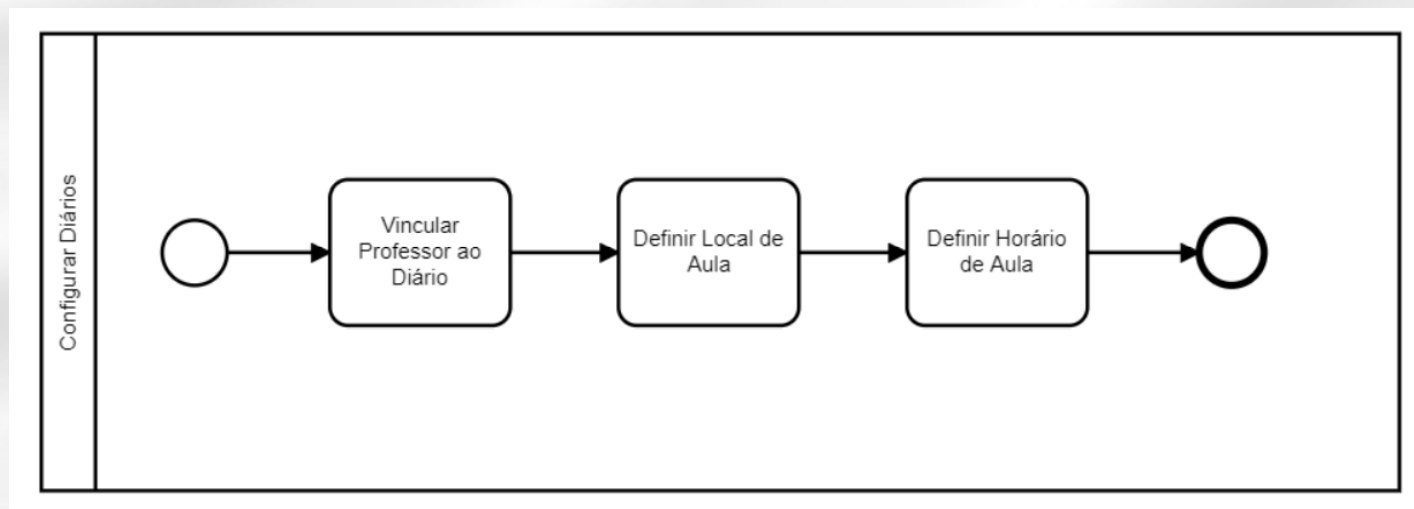 Configurar Diários
Vincular
Professor ao
Diário
Definir Local de
Aula
Definir Horário
de Aula